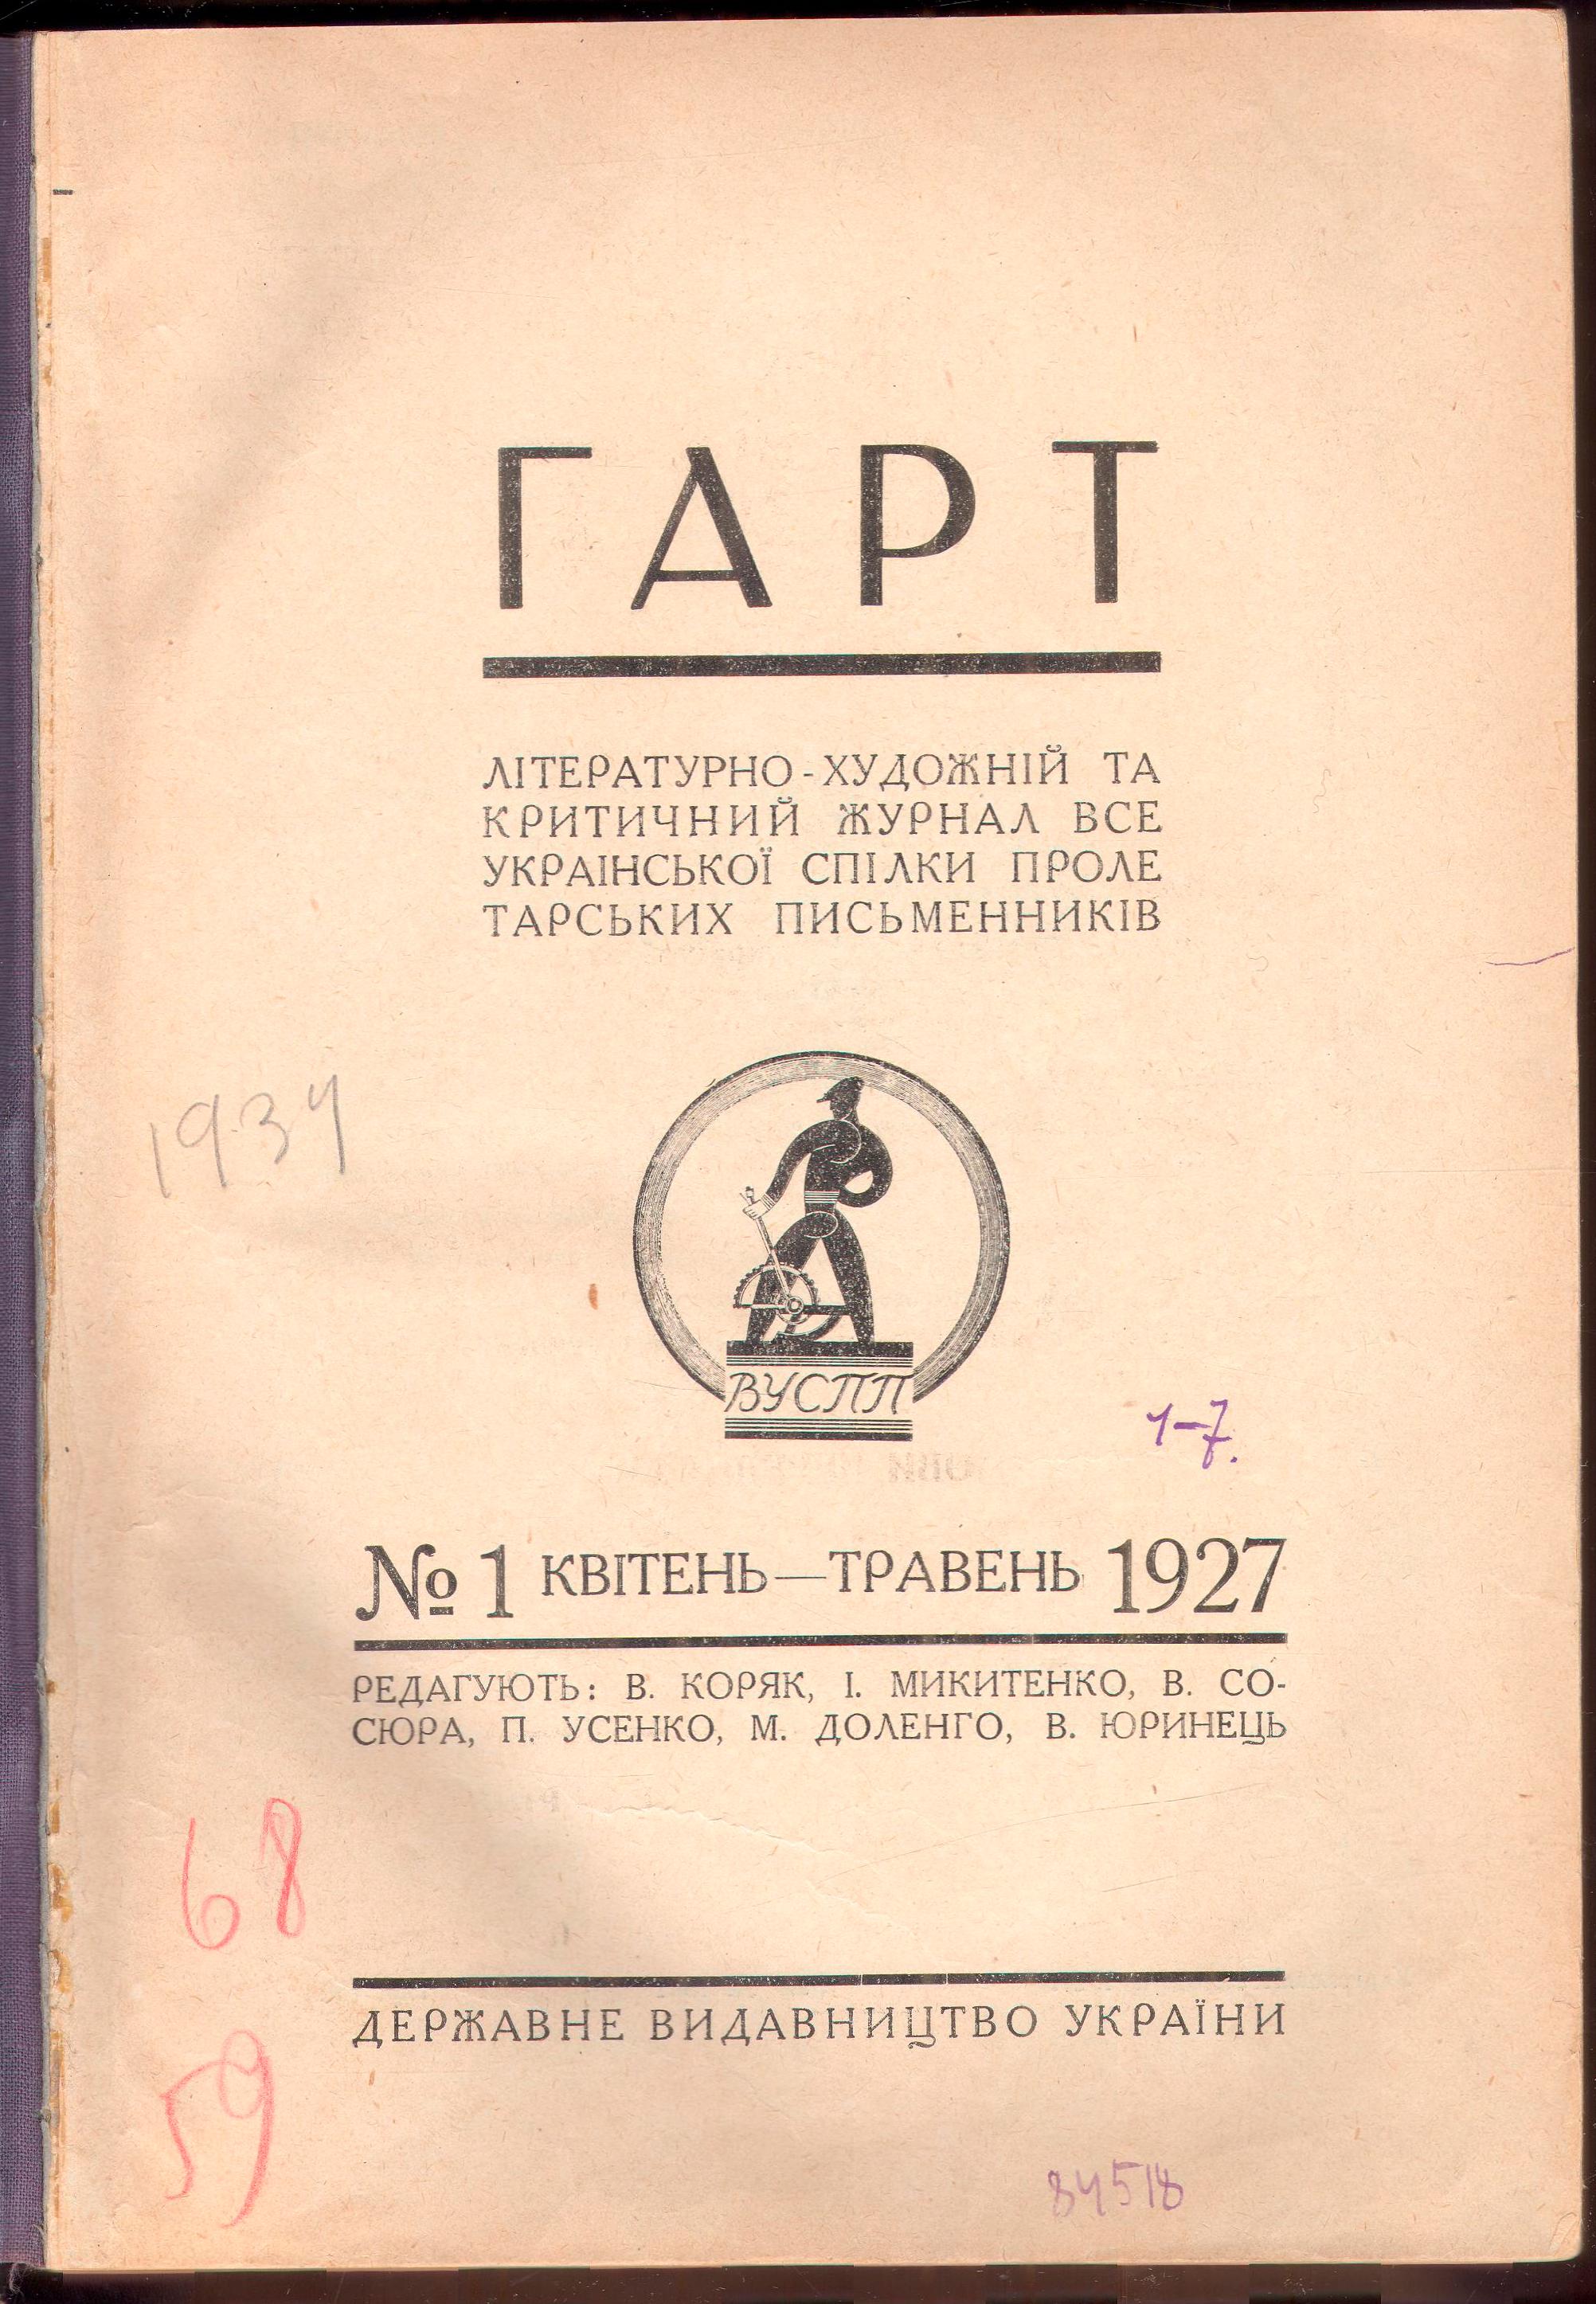 ГАРТ
ЛІТЕРАТУРНО-ХУДОЖНІЙ ТА
КРИТИЧНИЙ ЖУРНАЛ ВСЕ
УКРАІНСЬКОЇ СПІЛКИ ПРОЛЕ
ТАРСЬКИХ ПИСЬМЕННИКІВ
1934
ВУСПП
1-7.
№ 1 КВІТЕНЬ—ТРАВЕНЬ 1927
РЕДАГУЮТЬ: В. КОРЯК, І. МИКИТЕНКО, В. СО-
СЮРА, П. УСЕНКО, М. ДОЛЕНГО, В. ЮРИНЕЦЬ
68
ДЕРЖАВНЕ ВИДАВНИЦТВО УКРАЇНИ
59
84518